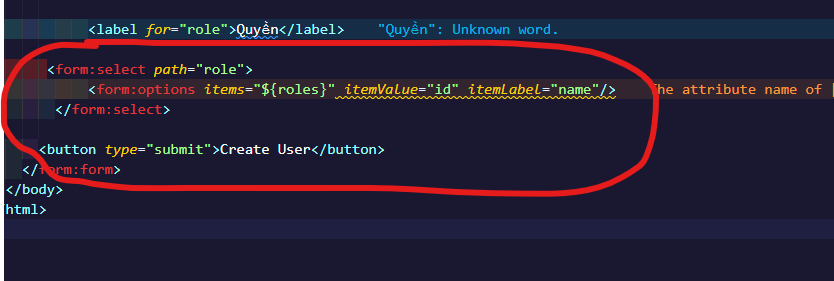 <label for="role">Quyền</label> "Quyền": Unknown word.
<form:select path="role">
<form:options items="${roles}" itemValue="id" itemLabel="name"/> The attribute name of [
</form:select>
<button type="submit">Create User</button>
</form:form>
</body>
/html>